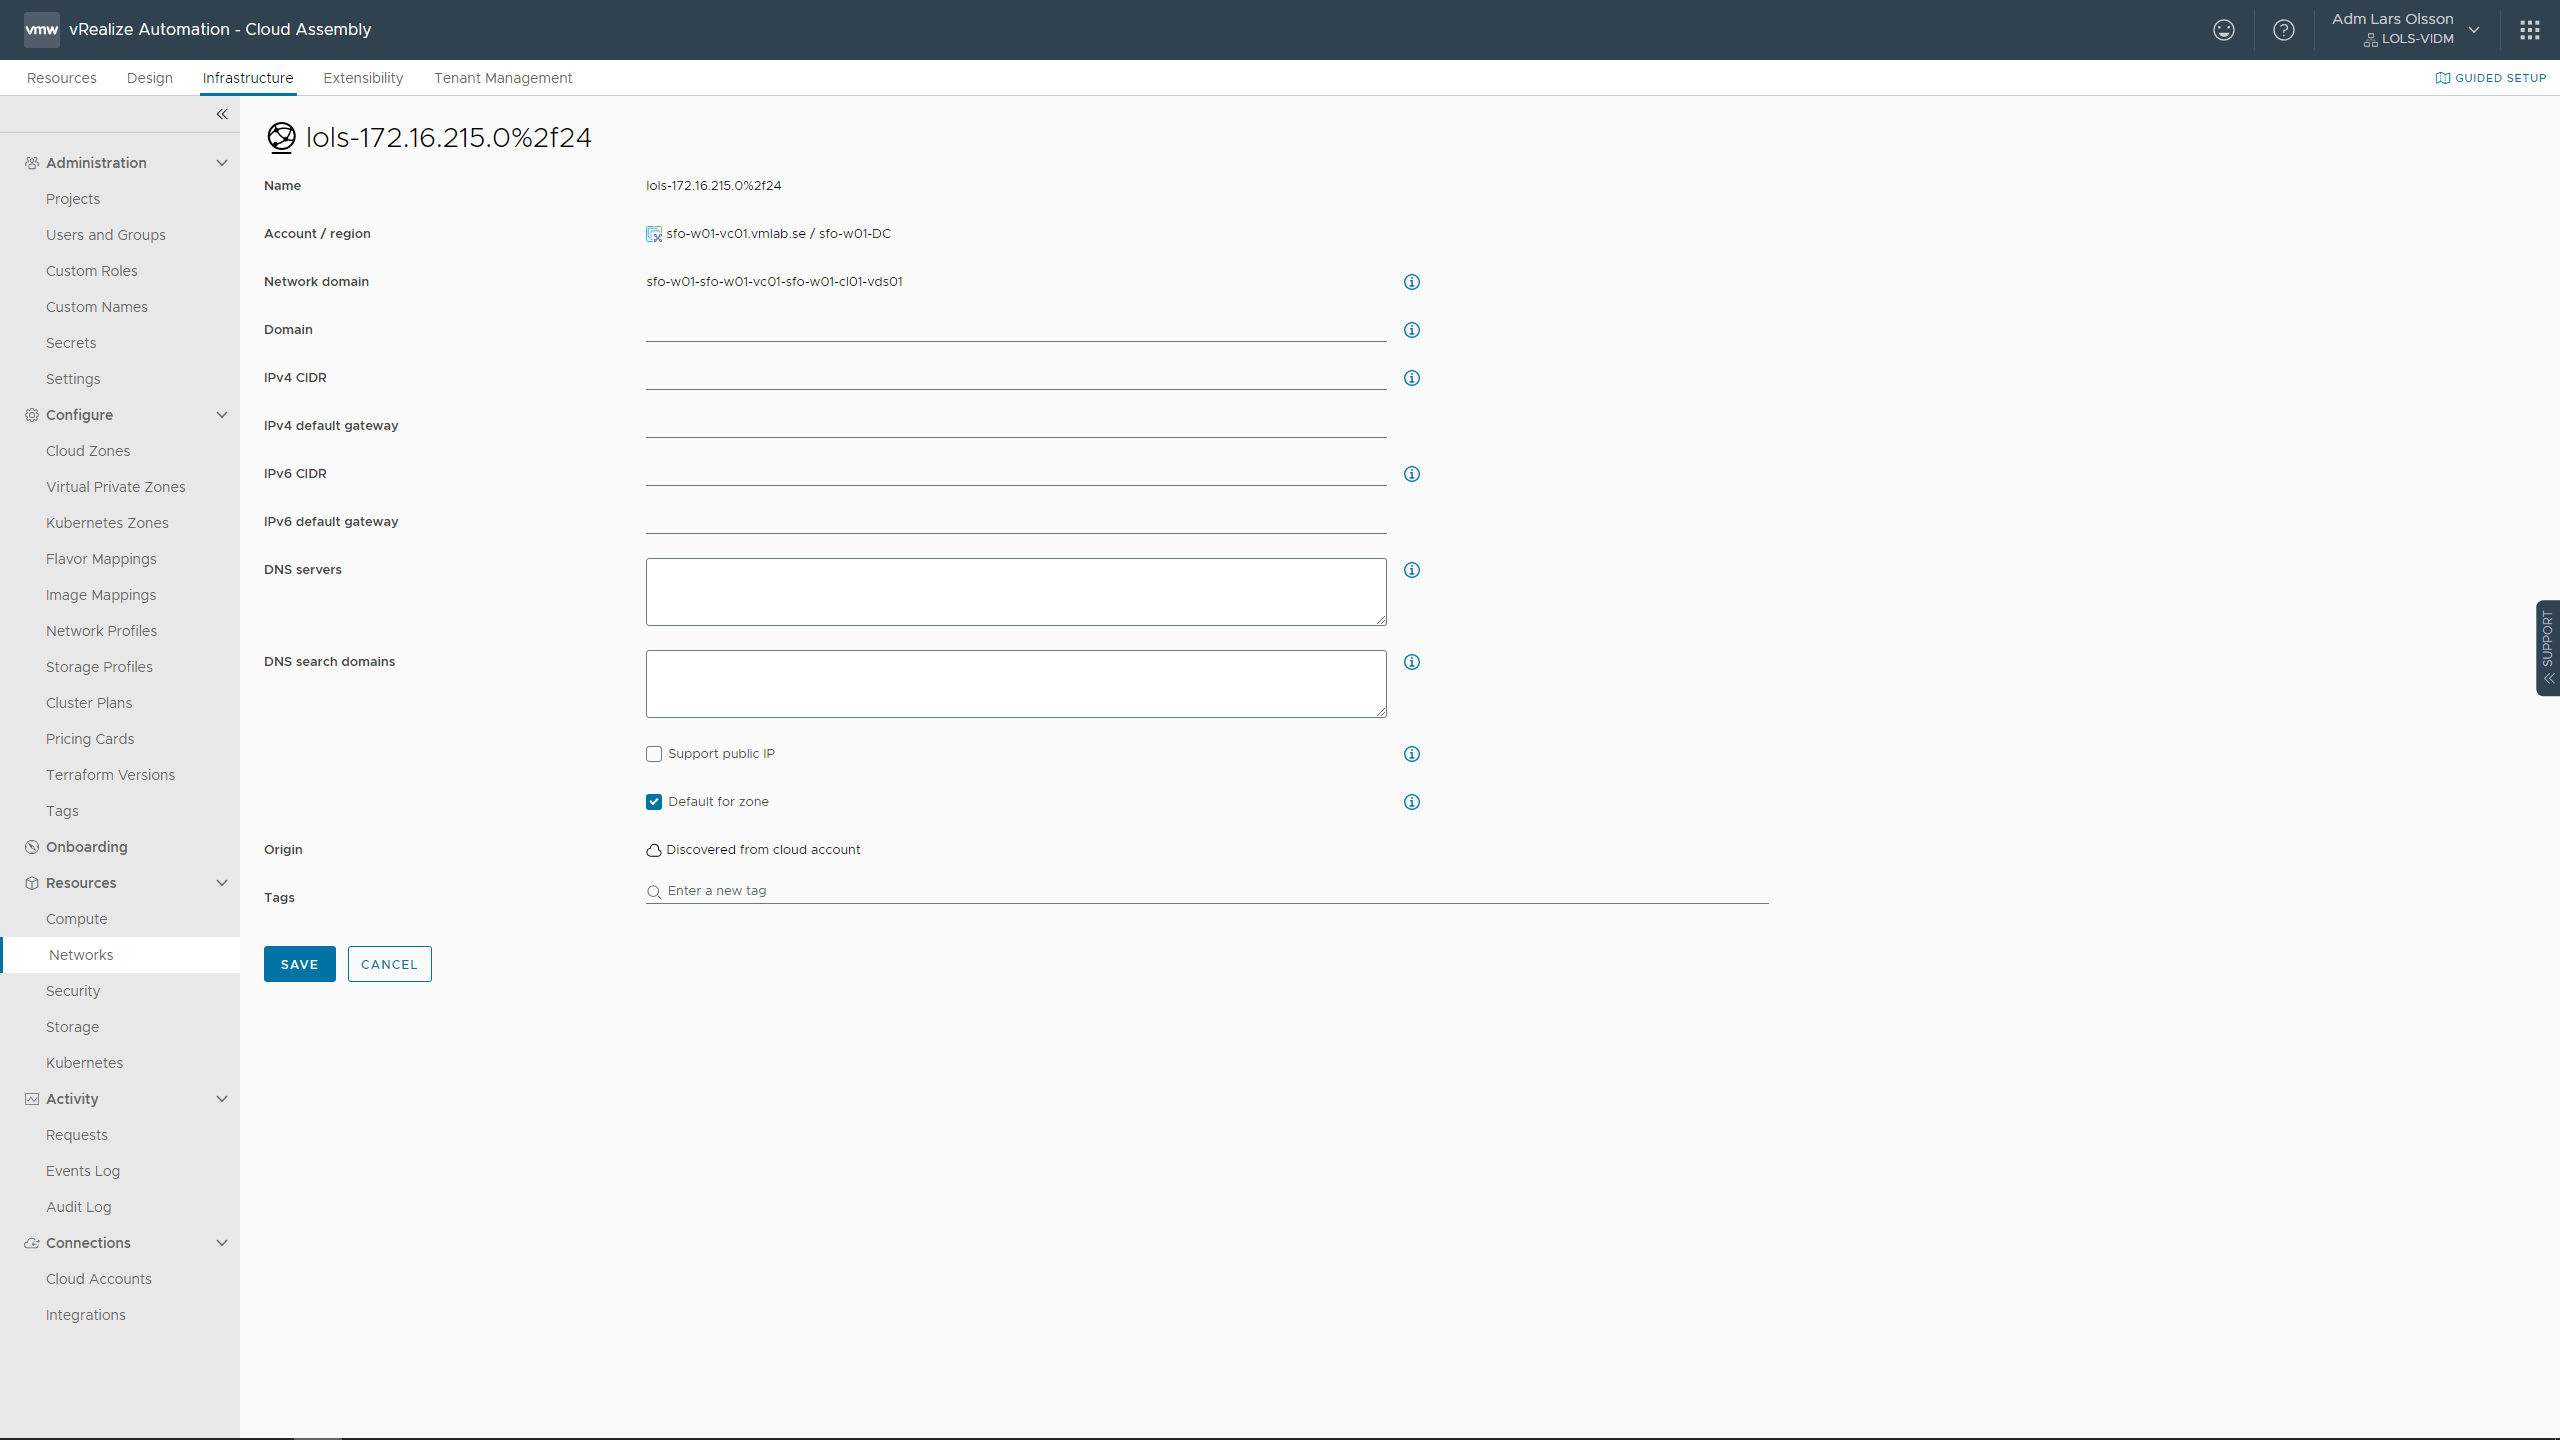 vmw vRealize Automation - Cloud Assembly
Adm Lars Olsson
LOLS-VIDM
Resources Design Infrastructure Extensibility Tenant Management
GUIDED SETUP
Administration
Projects
Users and Groups
Custom Roles
Custom Names
Secrets
Settings
Configure
Cloud Zones
Virtual Private Zones
Kubernetes Zones
Flavor Mappings
Image Mappings
Network Profiles
Storage Profiles
Cluster Plans
Pricing Cards
Terraform Versions
Tags
Onboarding
Resources
Compute
Networks
Security
Storage
Kubernetes
Activity
Requests
Events Log
Audit Log
Connections
Cloud Accounts
Integrations
lols-172.16.215.0%2f24
Name lols-172.16.215.0%2f24
Account / region sfo-w01-vc01.vmlab.se / sfo-w01-DC
Network domain sfo-w01-sfo-w01-vc01-sfo-w01-cl01-vds01
Domain
IPv4 CIDR
IPv4 default gateway
IPv6 CIDR
IPv6 default gateway
DNS servers
DNS search domains
Support public IP
Default for zone
Origin Discovered from cloud account
Tags Enter a new tag
SAVE CANCEL
SUPPORT